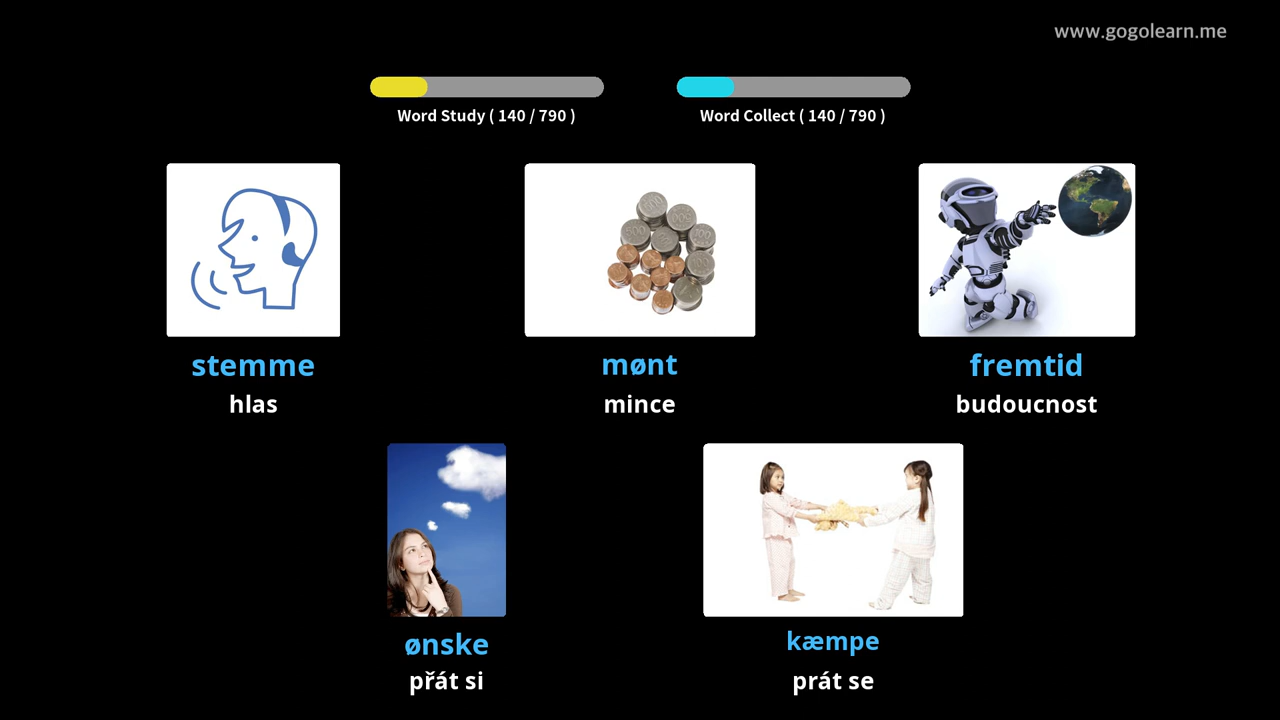 www.gogolearn.me
Word Study ( 140 / 790 )
Word Collect ( 140 / 790 )
stemme
hlas
mønt
mince
fremtid
budoucnost
ønske
přát si
kæmpe
prát se